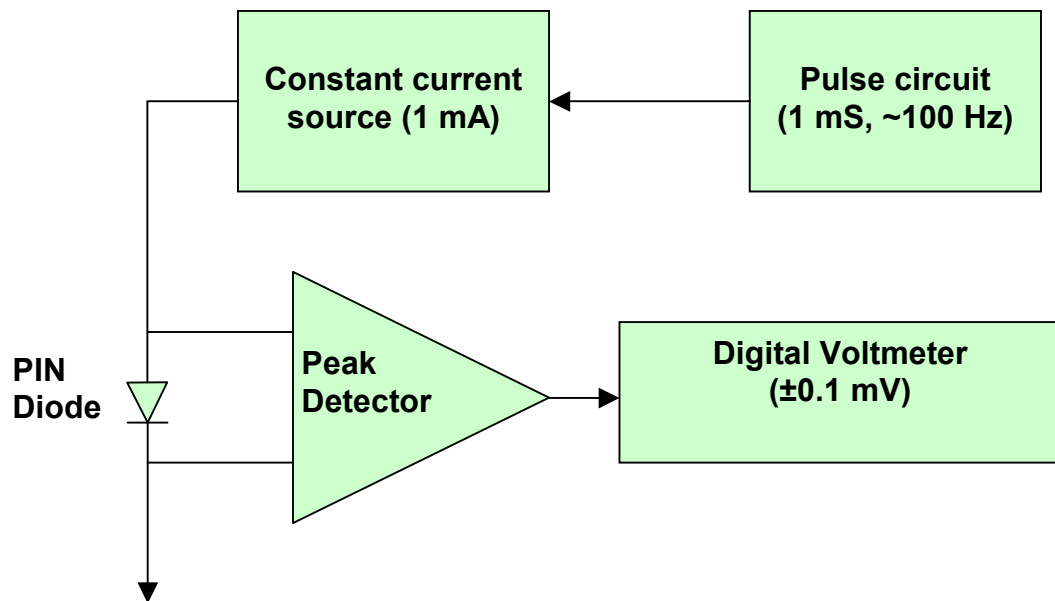 Constant current
source (1 mA)
Pulse circuit
(1 mS, ~100 Hz)
PIN
Diode
Peak
Detector
Digital Voltmeter
(±0.1 mV)